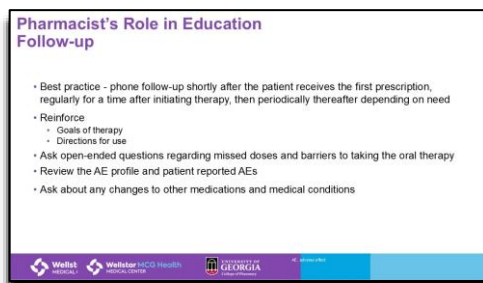 Pharmacist's Role in Education
Follow-up
• Best practice - phone follow-up shortly after the patient receives the first prescription,
regularly for a time after initiating therapy, then periodically thereafter depending on need
• Reinforce
• Goals of therapy
• Directions for use
• Ask open-ended questions regarding missed doses and barriers to taking the oral therapy
• Review the AE profile and patient reported AEs
• Ask about any changes to other medications and medical conditions
Wellst
MEDICAL
Wellstar MCG Health
MEDICAL CENTER
UNIVERSITY OF
GEORGIA
College of Pharmacy